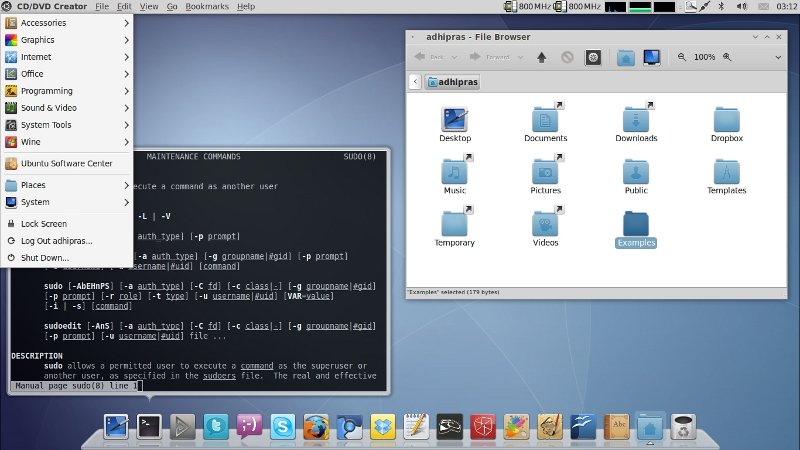 CD/DVD Creator File Edit View Go Bookmarks Help 800 MHz 800 MHz 03:12
Accessories
Graphics
Internet
Office
Programming
Sound & Video
System Tools
Wine
Ubuntu Software Center
Places
System
Lock Screen
Log Out adhipras...
Shut Down...
MAINTENANCE COMMANDS SUDO(8)
ecute a command as another user
-L | -V
[-a auth_type] [-p prompt]
[-a auth_type] [-g groupname|#gid] [-p prompt]
username|#uid] [command]
sudo [-AbEHnPS] [-a auth_type] [-C fd] [-c class|-] [-g groupname|#gid]
[-p prompt] [-r role] [-t type] [-u username|#uid] [VAR=value]
[-i | -s] [command]
sudoedit [-AnS] [-a auth_type] [-C fd] [-c class|-] [-g groupname|#gid]
[-p prompt] [-u username|#uid] file ...
DESCRIPTION
sudo allows a permitted user to execute a command as the superuser or
another user, as specified in the sudoers file. The real and effective
Manual page sudo(8) line 1
adhipras - File Browser
Back Forward 100%
adhipras
Desktop Documents Downloads Dropbox
Music Pictures Public Templates
Temporary Videos Examples
"Examples" selected (179 bytes)
Abc